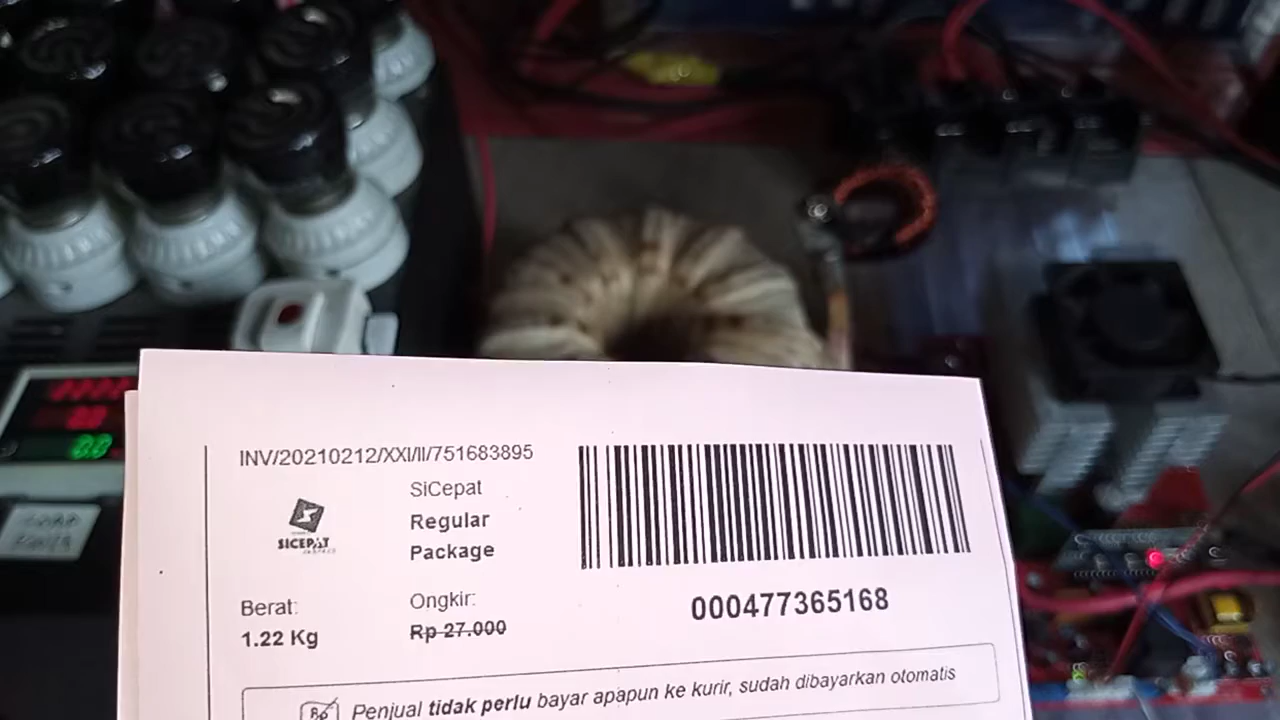 INV/20210212/XXI/II/751683895
SiCepat
Regular
Package
SICEPAT
Berat:
1.22 Kg
Ongkir:
Rp 27.000
000477365168
Penjual tidak perlu bayar apapun ke kurir, sudah dibayarkan otomatis
Rp